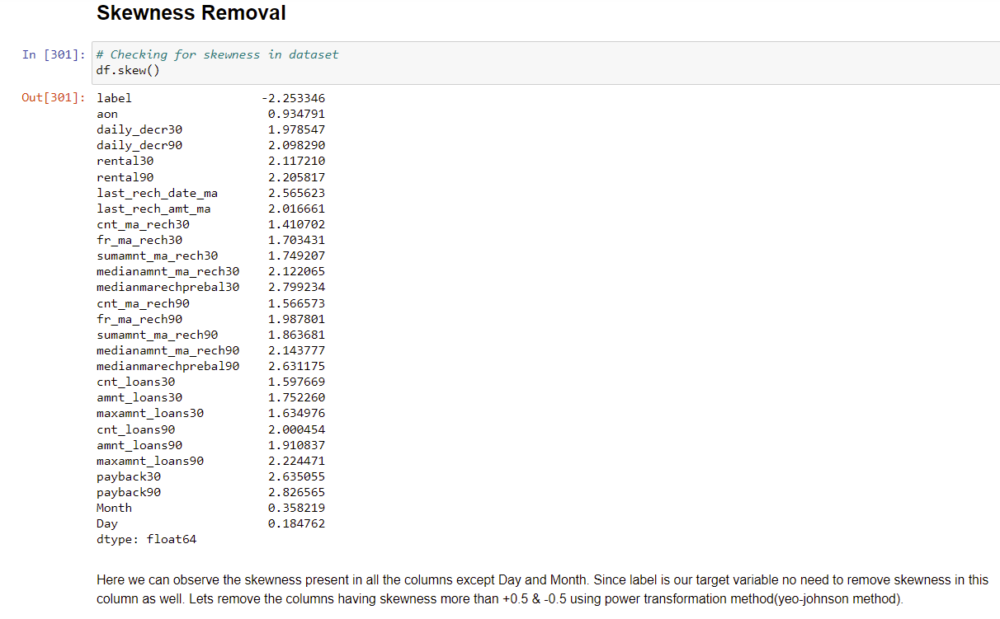 Skewness Removal
In [301]: # Checking for skewness in dataset
df.skew()
Out[301]: label -2.253346
aon 0.934791
daily_decr30 1.978547
daily_decr90 2.098290
rental30 2.117210
rental90 2.205817
last_rech_date_ma 2.565623
last_rech_amt_ma 2.016661
cnt_ma_rech30 1.410702
fr_ma_rech30 1.703431
sumamnt_ma_rech30 1.749207
medianamnt_ma_rech30 2.122065
medianmarechprebal30 2.799234
cnt_ma_rech90 1.566573
fr_ma_rech90 1.987801
sumamnt_ma_rech90 1.863681
medianamnt_ma_rech90 2.143777
medianmarechprebal90 2.631175
cnt_loans30 1.597669
amnt_loans30 1.752260
maxamnt_loans30 1.634976
cnt_loans90 2.000454
amnt_loans90 1.910837
maxamnt_loans90 2.224471
payback30 2.635055
payback90 2.826565
Month 0.358219
Day 0.184762
dtype: float64
Here we can observe the skewness present in all the columns except Day and Month. Since label is our target variable no need to remove skewness in this
column as well. Lets remove the columns having skewness more than +0.5 & -0.5 using power transformation method(yeo-johnson method).